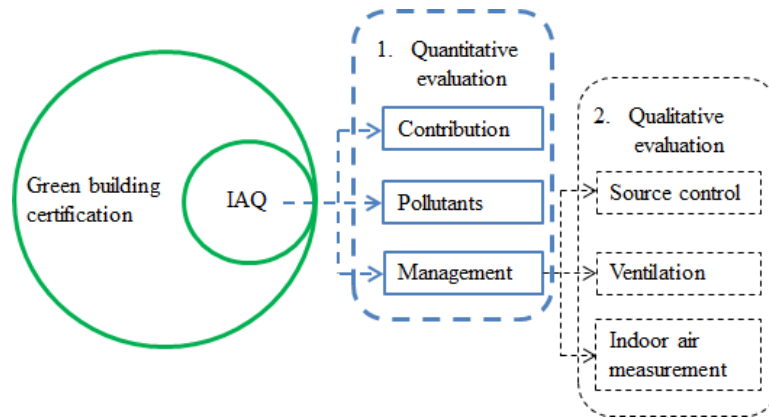 Green building
certification
IAQ
1. Quantitative
evaluation
Contribution
Pollutants
Management
2. Qualitative
evaluation
Source control
Ventilation
Indoor air
measurement